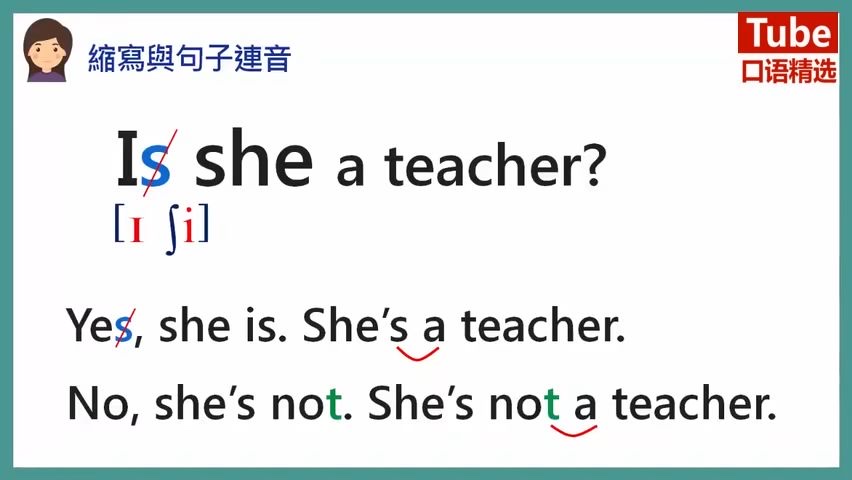 縮寫與句子連音
Tube
口语精选
Is she a teacher?
[ɪ ʃi]
Yes, she is. She’s a teacher.
No, she’s not. She’s not a teacher.